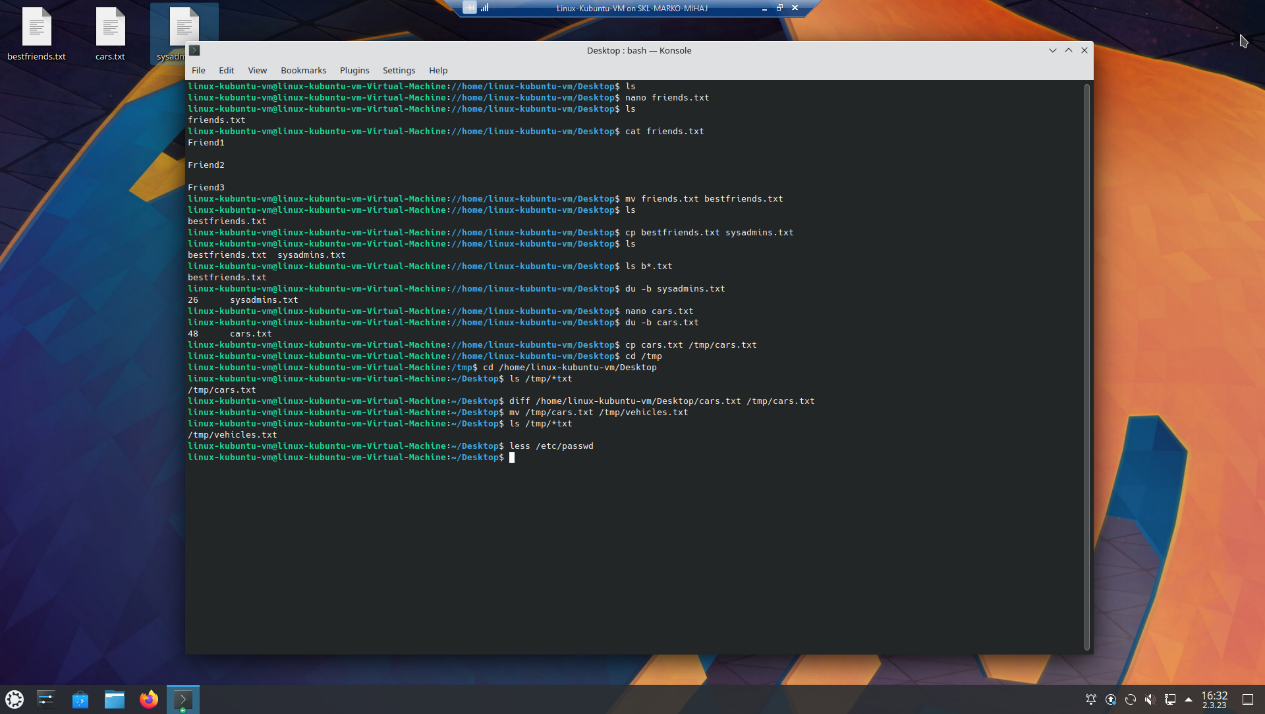 Linux-Kubuntu-VM on SKL-MARKO-MIHAJ
bestfriends.txt
cars.txt
Desktop : bash — Konsole
File Edit View Bookmarks Plugins Settings Help
linux-kubuntu-vm@linux-kubuntu-vm-Virtual-Machine://home/linux-kubuntu-vm/Desktop$ ls
linux-kubuntu-vm@linux-kubuntu-vm-Virtual-Machine://home/linux-kubuntu-vm/Desktop$ nano friends.txt
linux-kubuntu-vm@linux-kubuntu-vm-Virtual-Machine://home/linux-kubuntu-vm/Desktop$ ls
friends.txt
linux-kubuntu-vm@linux-kubuntu-vm-Virtual-Machine://home/linux-kubuntu-vm/Desktop$ cat friends.txt
Friend1
Friend2
Friend3
linux-kubuntu-vm@linux-kubuntu-vm-Virtual-Machine://home/linux-kubuntu-vm/Desktop$ mv friends.txt bestfriends.txt
linux-kubuntu-vm@linux-kubuntu-vm-Virtual-Machine://home/linux-kubuntu-vm/Desktop$ ls
bestfriends.txt
linux-kubuntu-vm@linux-kubuntu-vm-Virtual-Machine://home/linux-kubuntu-vm/Desktop$ cp bestfriends.txt sysadmins.txt
linux-kubuntu-vm@linux-kubuntu-vm-Virtual-Machine://home/linux-kubuntu-vm/Desktop$ ls
bestfriends.txt sysadmins.txt
linux-kubuntu-vm@linux-kubuntu-vm-Virtual-Machine://home/linux-kubuntu-vm/Desktop$ ls b*.txt
bestfriends.txt
linux-kubuntu-vm@linux-kubuntu-vm-Virtual-Machine://home/linux-kubuntu-vm/Desktop$ du -b sysadmins.txt
26 sysadmins.txt
linux-kubuntu-vm@linux-kubuntu-vm-Virtual-Machine://home/linux-kubuntu-vm/Desktop$ nano cars.txt
linux-kubuntu-vm@linux-kubuntu-vm-Virtual-Machine://home/linux-kubuntu-vm/Desktop$ du -b cars.txt
48 cars.txt
linux-kubuntu-vm@linux-kubuntu-vm-Virtual-Machine://home/linux-kubuntu-vm/Desktop$ cp cars.txt /tmp/cars.txt
linux-kubuntu-vm@linux-kubuntu-vm-Virtual-Machine://home/linux-kubuntu-vm/Desktop$ cd /tmp
linux-kubuntu-vm@linux-kubuntu-vm-Virtual-Machine:/tmp$ cd /home/linux-kubuntu-vm/Desktop
linux-kubuntu-vm@linux-kubuntu-vm-Virtual-Machine:~/Desktop$ ls /tmp/*txt
/tmp/cars.txt
linux-kubuntu-vm@linux-kubuntu-vm-Virtual-Machine:~/Desktop$ diff /home/linux-kubuntu-vm/Desktop/cars.txt /tmp/cars.txt
linux-kubuntu-vm@linux-kubuntu-vm-Virtual-Machine:~/Desktop$ mv /tmp/cars.txt /tmp/vehicles.txt
linux-kubuntu-vm@linux-kubuntu-vm-Virtual-Machine:~/Desktop$ ls /tmp/*txt
/tmp/vehicles.txt
linux-kubuntu-vm@linux-kubuntu-vm-Virtual-Machine:~/Desktop$ less /etc/passwd
linux-kubuntu-vm@linux-kubuntu-vm-Virtual-Machine:~/Desktop$
16:32
2.3.23